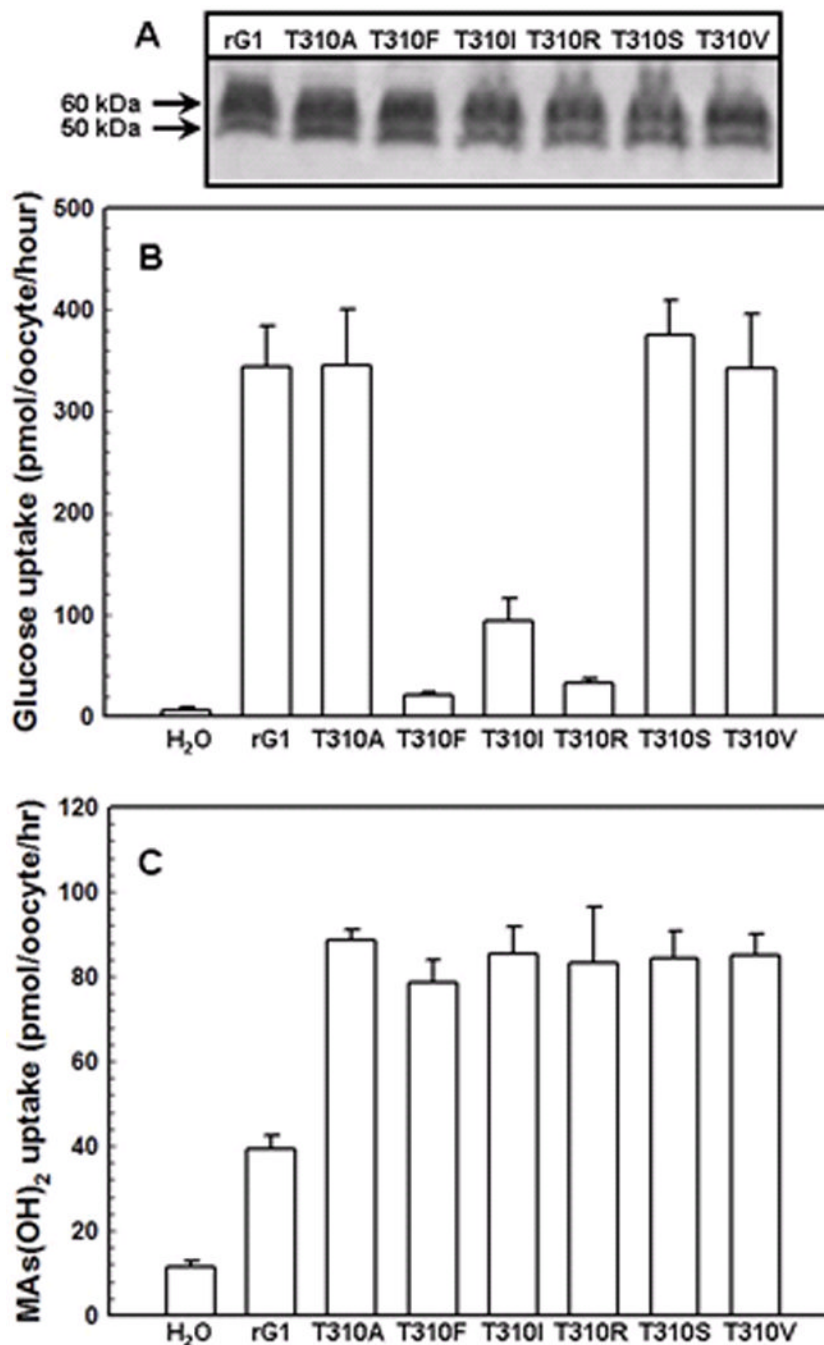 A
rG1 T310A T310F T310I T310R T310S T310V
60 kDa
50 kDa
B
Glucose uptake (pmol/oocyte/hour)
500
400
300
200
100
0
H₂O rG1 T310A T310F T310I T310R T310S T310V
C
MAs(OH)₂ uptake (pmol/oocyte/hr)
120
100
80
60
40
20
0
H₂O rG1 T310A T310F T310I T310R T310S T310V